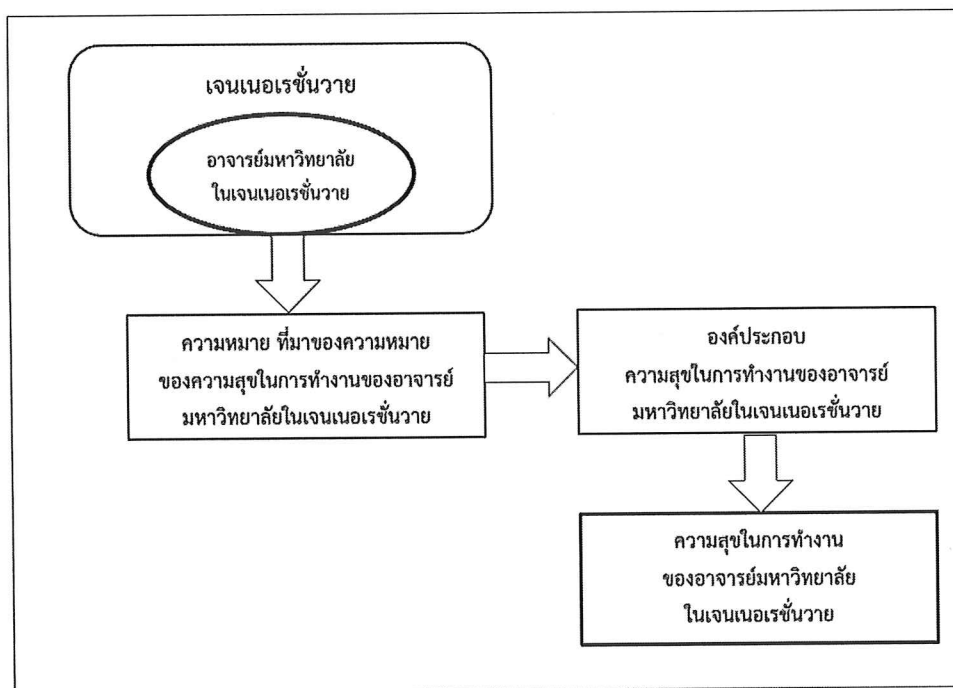 เจนเนอเรชั่นวาย
อาจารย์มหาวิทยาลัย
ในเจนเนอเรชั่นวาย
ความหมาย ที่มาของความหมาย
ของความสุขในการทำงานของอาจารย์
มหาวิทยาลัยในเจนเนอเรชั่นวาย
องค์ประกอบ
ความสุขในการทำงานของอาจารย์
มหาวิทยาลัยในเจนเนอเรชั่นวาย
ความสุขในการทำงาน
ของอาจารย์มหาวิทยาลัย
ในเจนเนอเรชั่นวาย